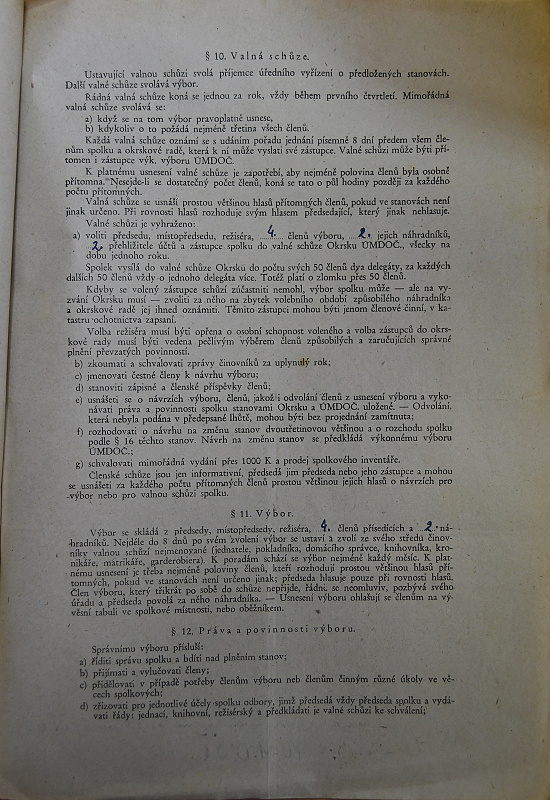 § 10. Valná schůze.
Ustavující valnou schůzi svolá příjemce úředního vyřízení o předložených stanovách.
Další valné schůze svolává výbor.
Řádná valná schůze koná se jednou za rok, vždy během prvního čtvrtletí. Mimořádná
valná schůze svolává se:
a) když se na tom výbor pravoplatně usnese,
b) kdykoliv o to požádá nejméně třetina všech členů.
Každá valná schůze oznámí se s udáním pořadu jednání písemně 8 dní předem všem čle-
nům spolku a okrskové radě, která k ní může vyslati své zástupce. Valné schůzi může býti pří-
tomen i zástupce výk. výboru ÚMDOČ.
K platnému usnesení valné schůze je zapotřebí, aby nejméně polovina členů byla osobně
přítomna. Nesejde-li se dostatečný počet členů, koná se tato o půl hodiny později za každého
počtu přítomných.
Valná schůze se usnáší prostou většinou hlasů přítomných členů, pokud ve stanovách není
jinak určeno. Při rovnosti hlasů rozhoduje svým hlasem předsedající, který jinak nehlasuje.
Valné schůzi je vyhraženo:
a) voliti předsedu, místopředsedu, režiséra, 4. členů výboru, 2. jejich náhradníků,
2. přehlížitele účtů a zástupce spolku do valné schůze Okrsku ÚMDOČ., všecky na
dobu jednoho roku.
Spolek vysílá do valné schůze Okrsku do počtu svých 50 členů dva delegáty, za každých
dalších 50 členů vždy o jednoho delegáta více. Totéž platí o zlomku přes 50 členů.
Kdyby se volený zástupce schůzí zúčastniti nemohl, výbor spolku může — ale na vy-
zvání Okrsku musí — zvoliti za něho na zbytek volebního období způsobilého náhradníka
a okrskové radě jej ihned oznámiti. Těmito zástupci mohou býti jenom členové činní, v ka-
tastru ochotnictva zapsaní.
Volba režiséra musí býti opřena o osobní schopnost voleného a volba zástupců do okrs-
kové rady musí býti vedena pečlivým výběrem členů způsobilých a zaručujících správné
plnění převzatých povinností.
b) zkoumati a schvalovati zprávy činovníků za uplynulý rok;
c) jmenovati čestné členy k návrhu výboru;
d) stanoviti zápisné a členské příspěvky členů;
e) usnášeti se o návrzích výboru, členů, jakož i odvolání členů z usnesení výboru a vyko-
návati práva a povinnosti spolku stanovami Okrsku a ÚMDOČ. uložené. — Odvolání,
která nebyla podána v předepsané lhůtě, mohou býti bez projednání zamítnuta;
f) rozhodovati o návrhu na změnu stanov dvoutřetinovou většinou a o rozchodu spolku
podle § 16 těchto stanov. Návrh na změnu stanov se předkládá výkonnému výboru
ÚMDOČ.;
g) schvalovati mimořádná vydání přes 1000 K a prodej spolkového inventáře.
Členské schůze jsou jen informativní, předsedá jim předseda nebo jeho zástupce a mohou
se usnášeti za každého počtu přítomných členů prostou většinou jejich hlasů o návrzích pro
výbor nebo pro valnou schůzi spolku.
§ 11. Výbor.
Výbor se skládá z předsedy, místopředsedy, režiséra, 4. členů přísedících a 2. ná-
hradníků. Nejdéle do 8 dnů po svém zvolení výbor se ustaví a zvolí ze svého středu činov-
níky valnou schůzí nejmenované (jednatele, pokladníka, domácího správce, knihovníka, kro-
nikáře, matrikáře, garderobiera). K poradám schází se výbor nejméně každý měsíc. K plat-
nému usnesení je třeba nejméně poloviny členů, kteří rozhodují prostou většinou hlasů pří-
tomných, pokud ve stanovách není určeno jinak; předseda hlasuje pouze při rovnosti hlasů.
Člen výboru, který třikrát po sobě do schůze nepřijde, řádně se neomluviv, pozbývá svého
úřadu a předseda povolá za něho náhradníka. — Usnesení výboru ohlašují se členům na vý-
věsní tabuli ve spolkové místnosti, nebo oběžníkem.
§ 12. Práva a povinnosti výboru.
Správnímu výboru přísluší:
a) říditi správu spolku a bdíti nad plněním stanov;
b) přijímati a vylučovati členy;
c) přidělovati v případě potřeby členům výboru neb členům činným různé úkoly ve vě-
cech spolkových;
d) zřizovati pro jednotlivé účely spolku odbory, jimž předsedá vždy předseda spolku a vydá-
vati řády: jednací, knihovní, režisérský a předkládati je valné schůzi ke schválení;